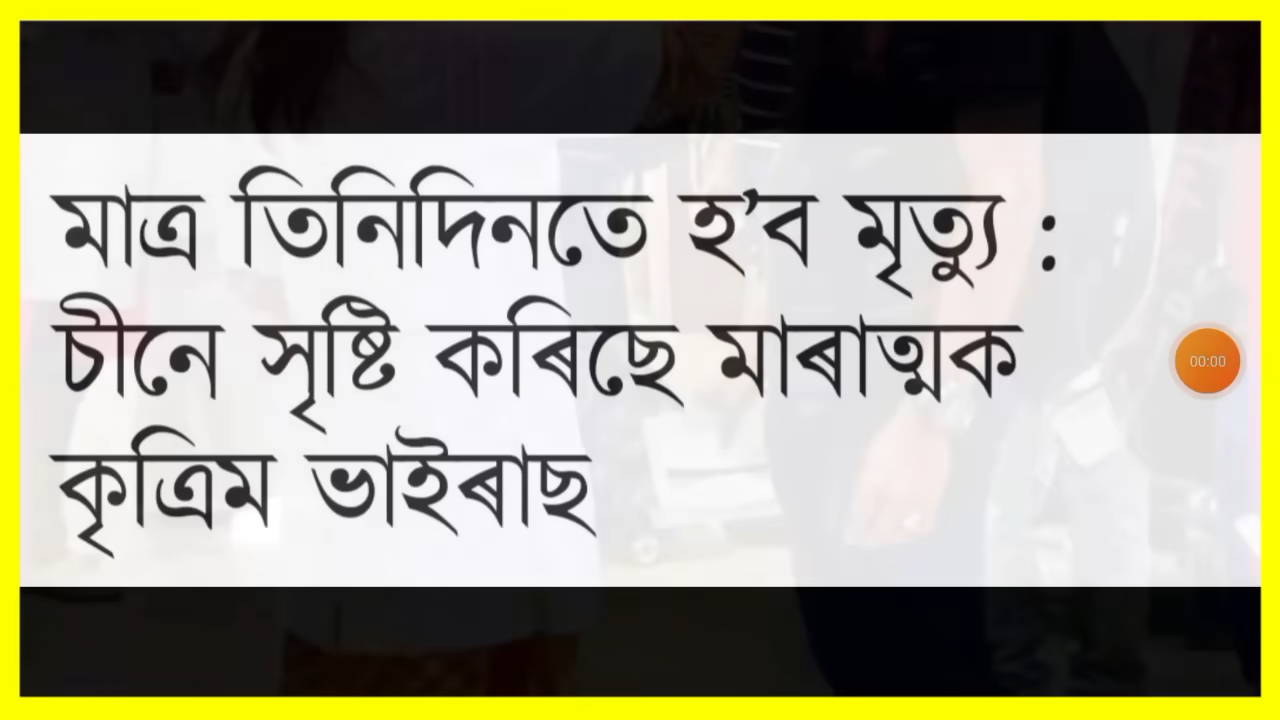 মাত্ৰ তিনিদিনতে হ'ব মৃত্যু :
চীনে সৃষ্টি কৰিছে মাৰাত্মক
00:00
কৃত্ৰিম ভাইৰাছ